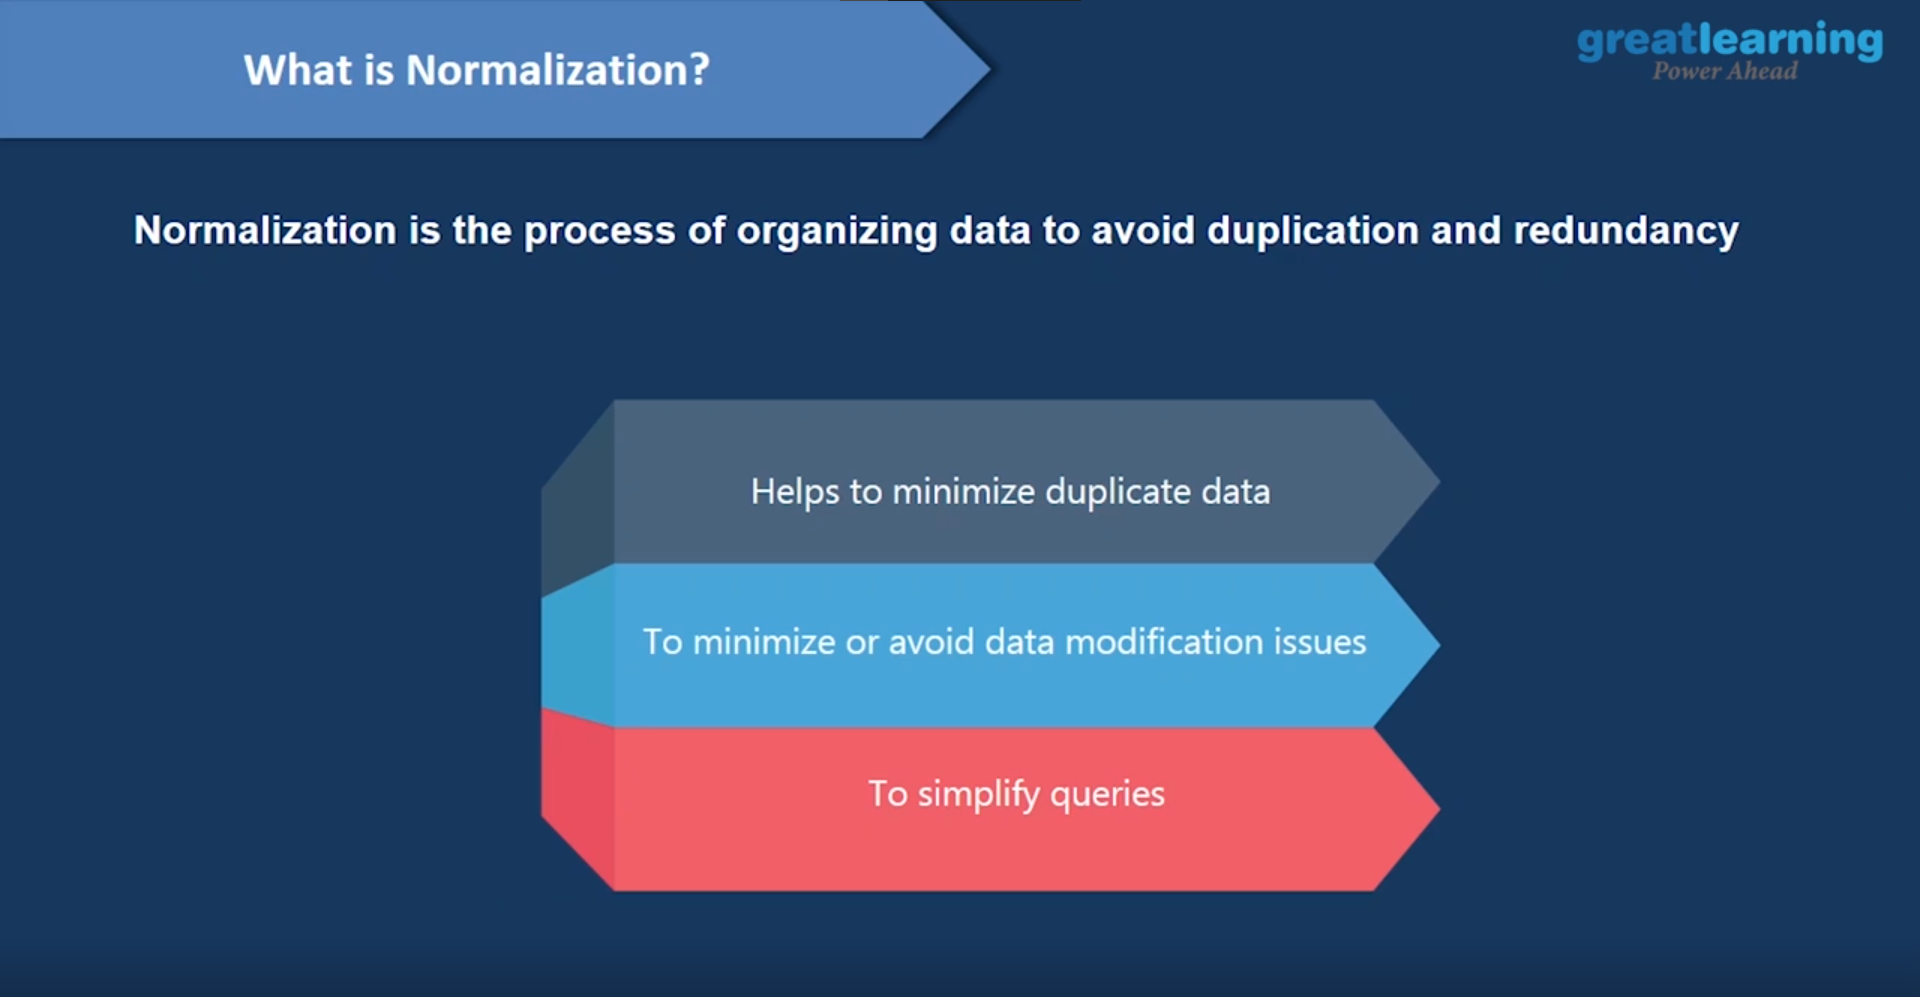 What is Normalization?
greatlearning
Power Ahead
Normalization is the process of organizing data to avoid duplication and redundancy
Helps to minimize duplicate data
To minimize or avoid data modification issues
To simplify queries